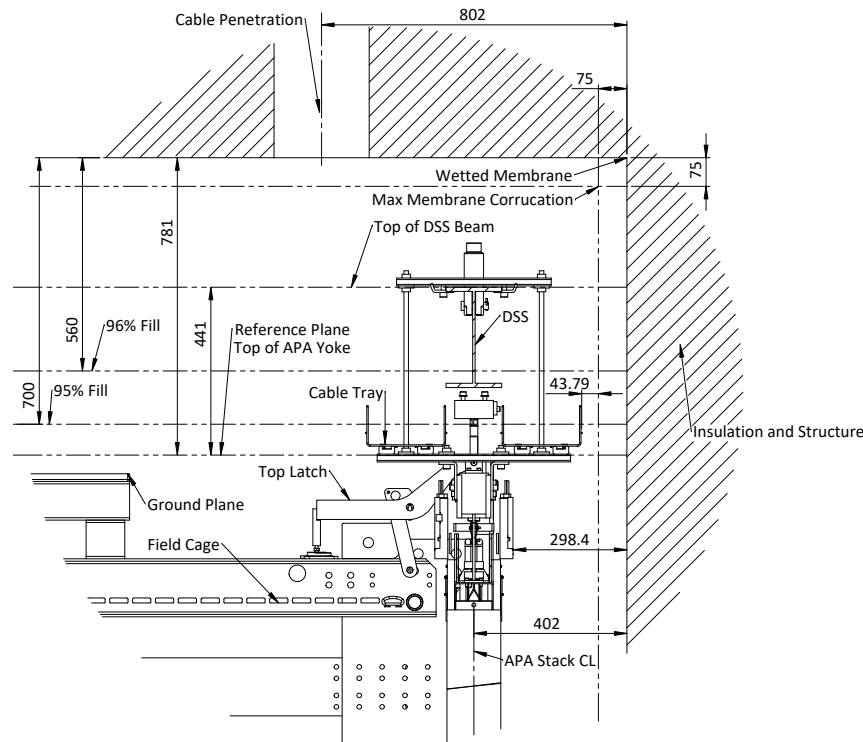 Cable Penetration
802
75
Wetted Membrane
75
Max Membrane Corrucation
781
Top of DSS Beam
560
96% Fill
441
Reference Plane
Top of APA Yoke
DSS
700
95% Fill
Cable Tray
43.79
Insulation and Structure
Top Latch
Ground Plane
Field Cage
298.4
402
APA Stack CL